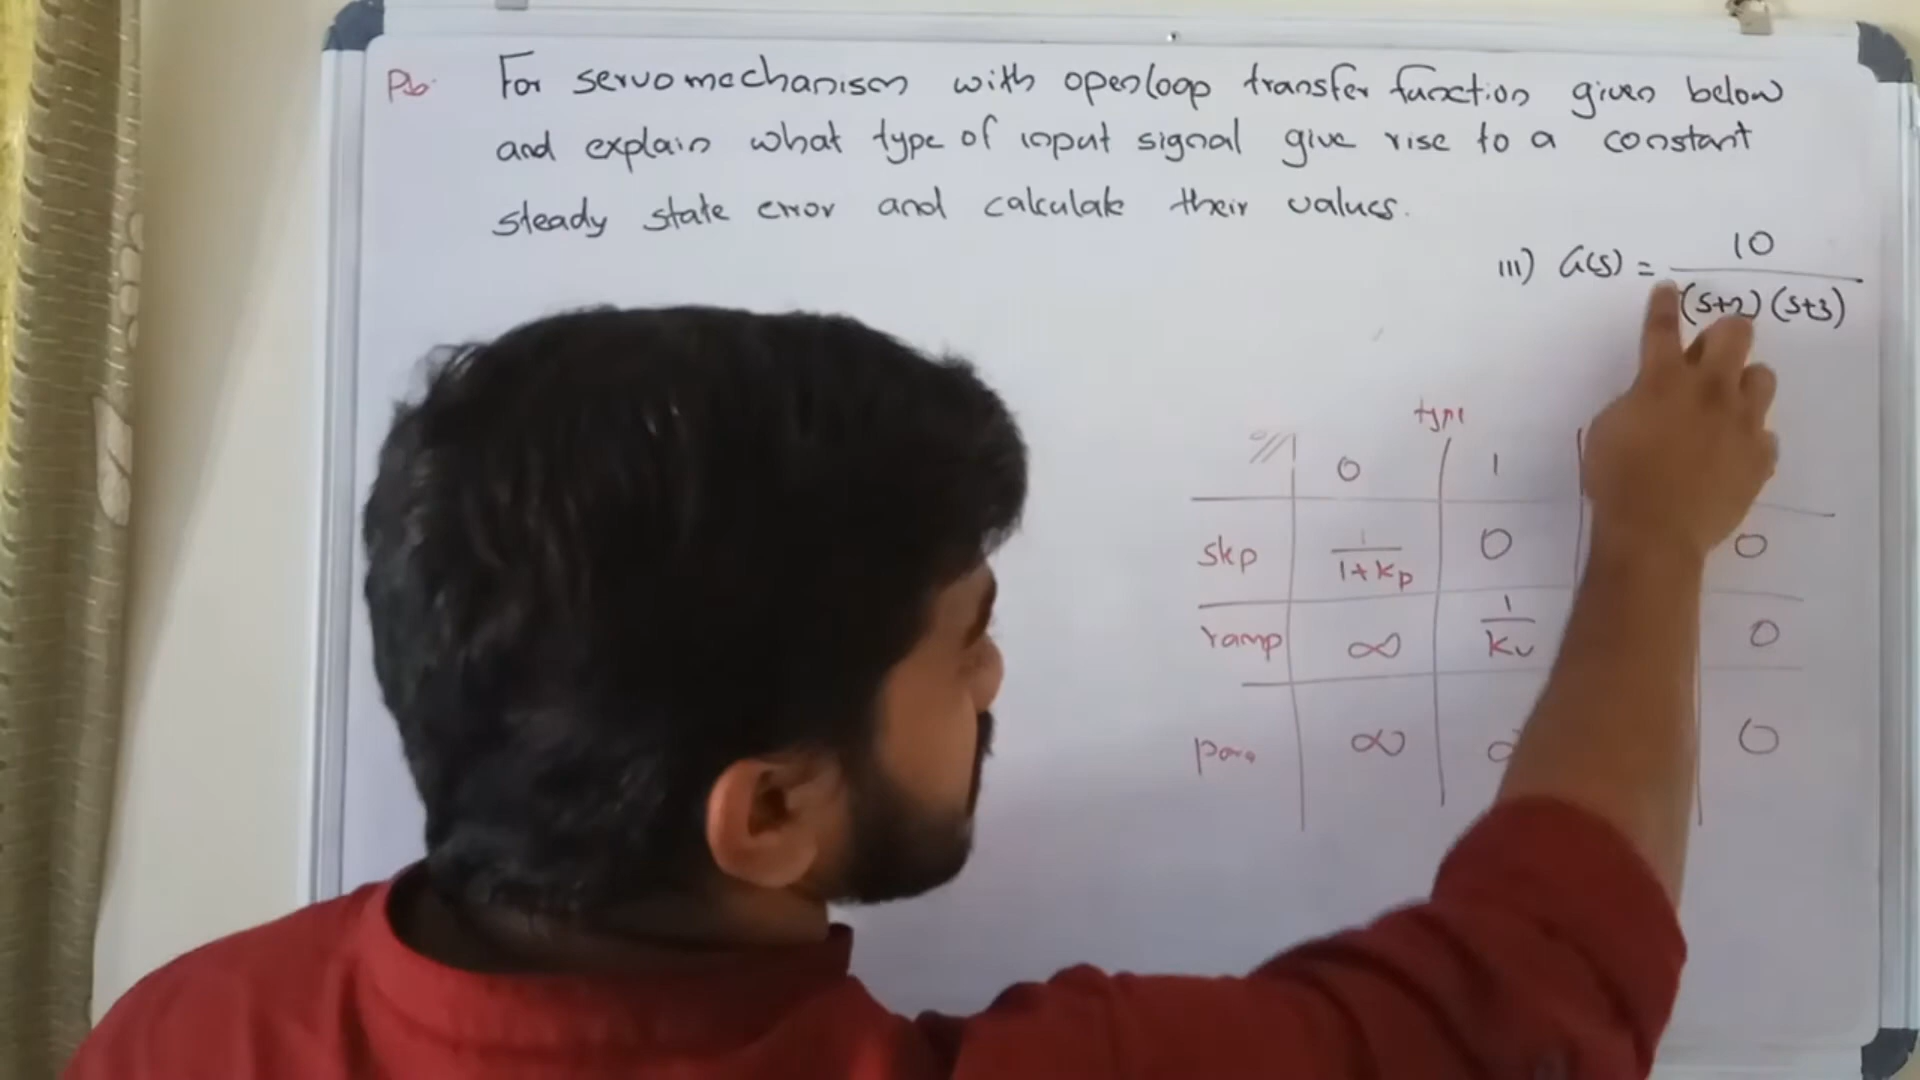 Pb. For servomechanism with openloop transfer function given below
and explain what type of input signal give rise to a constant
steady state error and calculate their values.
III) G(s) = 10 / (s+2)(s+3)
type
i/p 0 1
step 1/1+Kp 0 0
ramp ∞ 1/Kv 0
para ∞ 0